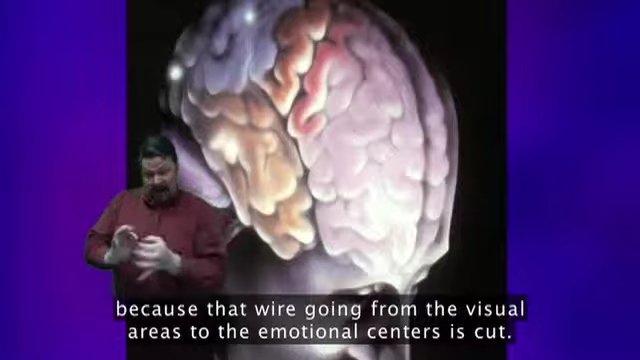 because that wire going from the visual
areas to the emotional centers is cut.